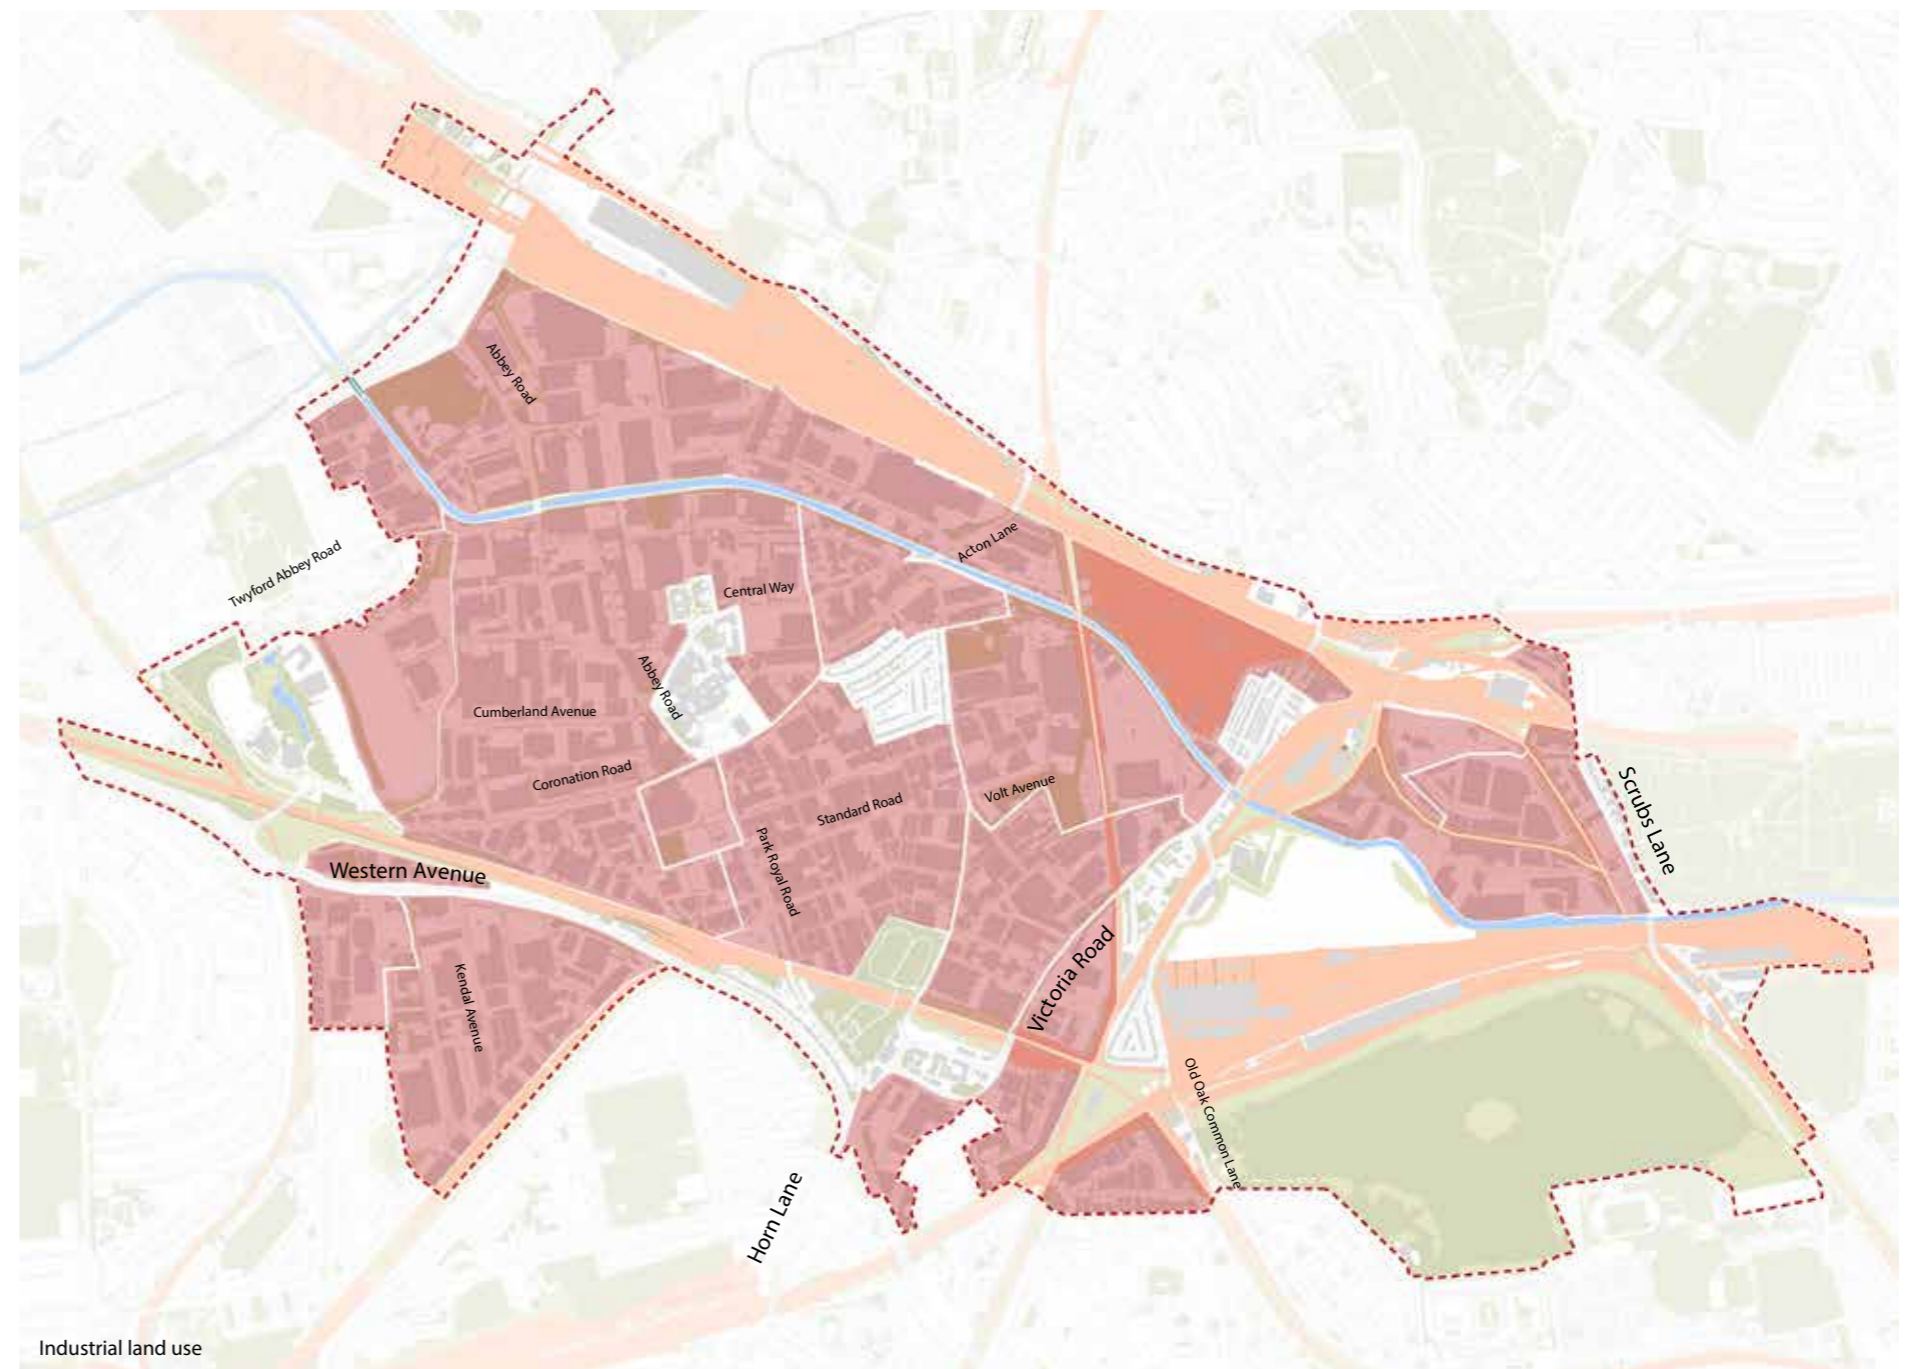 Abbey Road
Acton Lane
Twyford Abbey Road
Central Way
Abbey Road
Cumberland Avenue
Coronation Road
Volt Avenue
Standard Road
Scrubs Lane
Park Royal Road
Western Avenue
Victoria Road
Kendal Avenue
Old Oak Common Lane
Horn Lane
Industrial land use